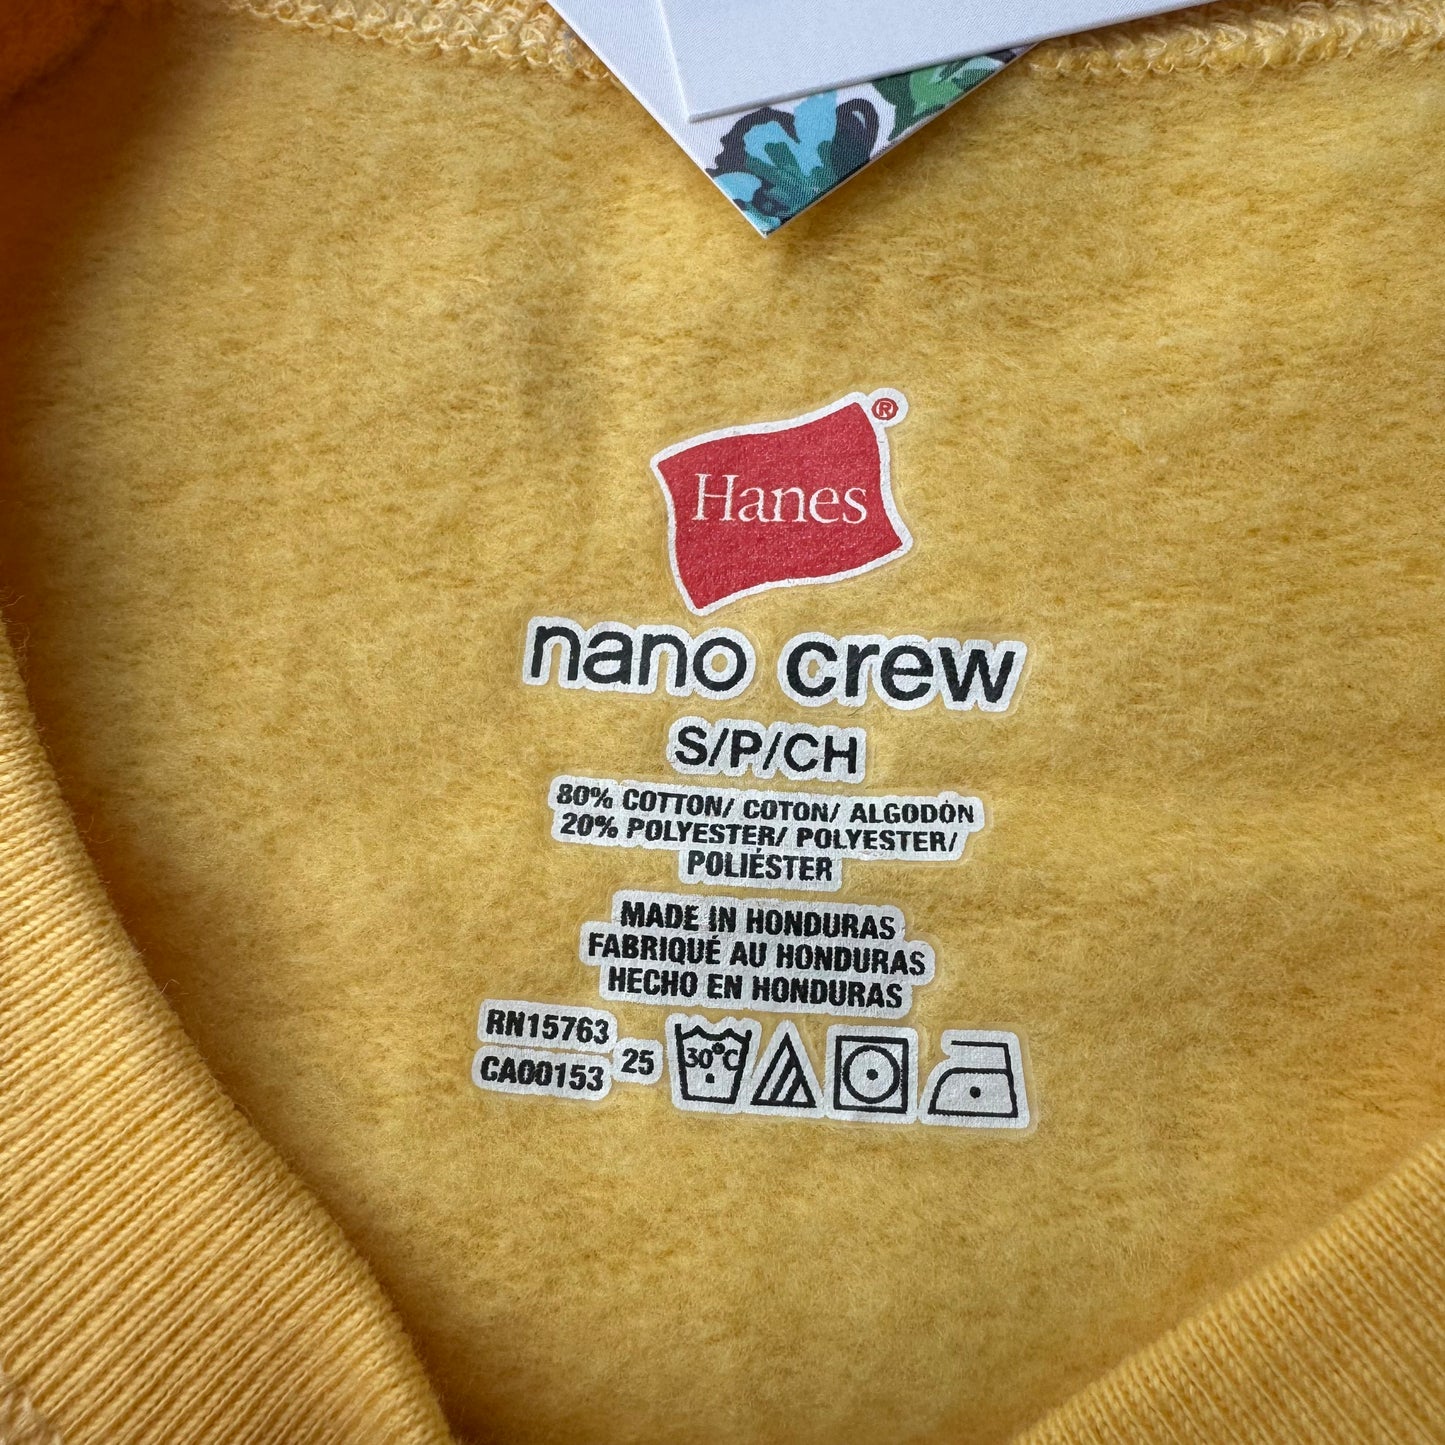 Hanes®
nano crew
S/P/CH
80% COTTON/ COTON/ ALGODÓN
20% POLYESTER/ POLYESTER/
POLIÉSTER
MADE IN HONDURAS
FABRIQUÉ AU HONDURAS
HECHO EN HONDURAS
RN15763
CA00153
25
30°C